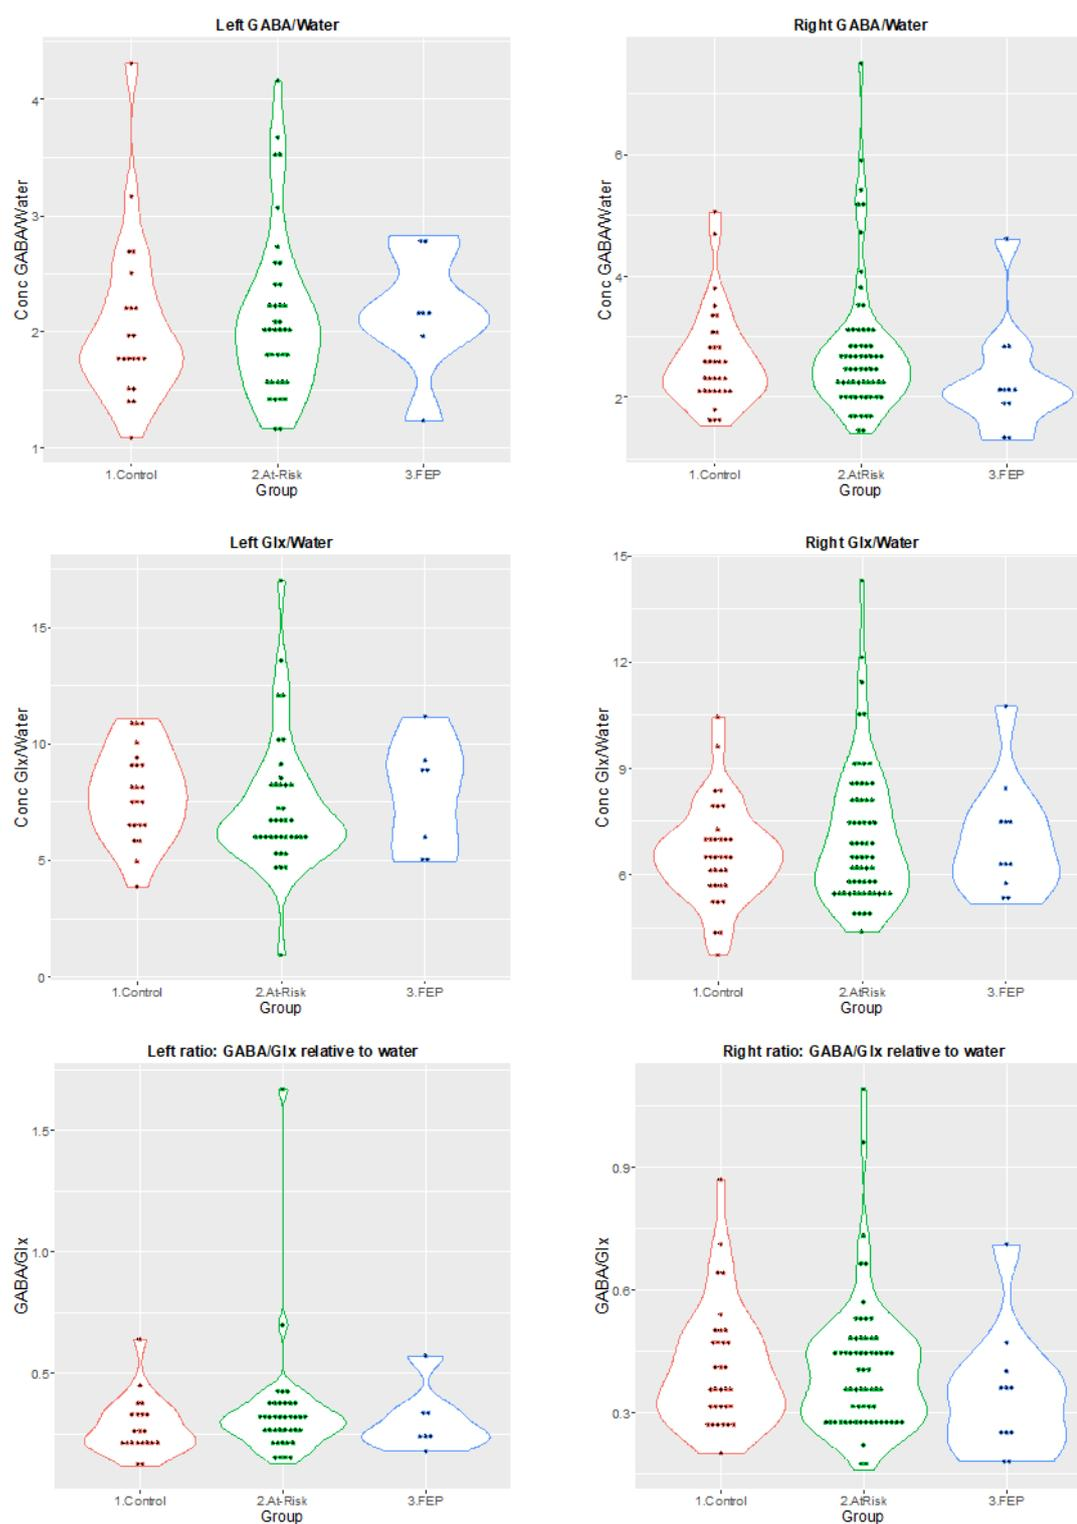 Left GABA/Water
Conc GABA/Water
4
3
2
1
1.Control 2.At-Risk 3.FEP
Group
Right GABA/Water
Conc GABA/Water
6
4
2
1.Control 2.AtRisk 3.FEP
Group
Left Glx/Water
Conc Glx/Water
15
10
5
0
1.Control 2.At-Risk 3.FEP
Group
Right Glx/Water
Conc Glx/Water
15
12
9
6
1.Control 2.AtRisk 3.FEP
Group
Left ratio: GABA/Glx relative to water
GABA/Glx
1.5
1.0
0.5
1.Control 2.At-Risk 3.FEP
Group
Right ratio: GABA/Glx relative to water
GABA/Glx
0.9
0.6
0.3
1.Control 2.AtRisk 3.FEP
Group